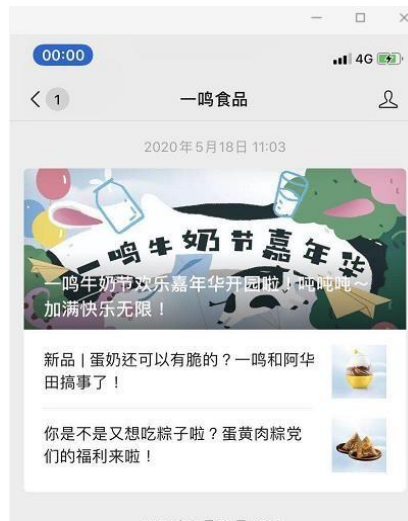 00:00
4G
1
一鸣食品
2020年5月18日 11:03
一鸣牛奶节嘉年华
一鸣牛奶节欢乐嘉年华开园啦！吨吨吨~
加满快乐无限！
新品 | 蛋奶还可以有脆的？一鸣和阿华
田搞事了！
你是不是又想吃粽子啦？蛋黄肉粽党
们的福利来啦！